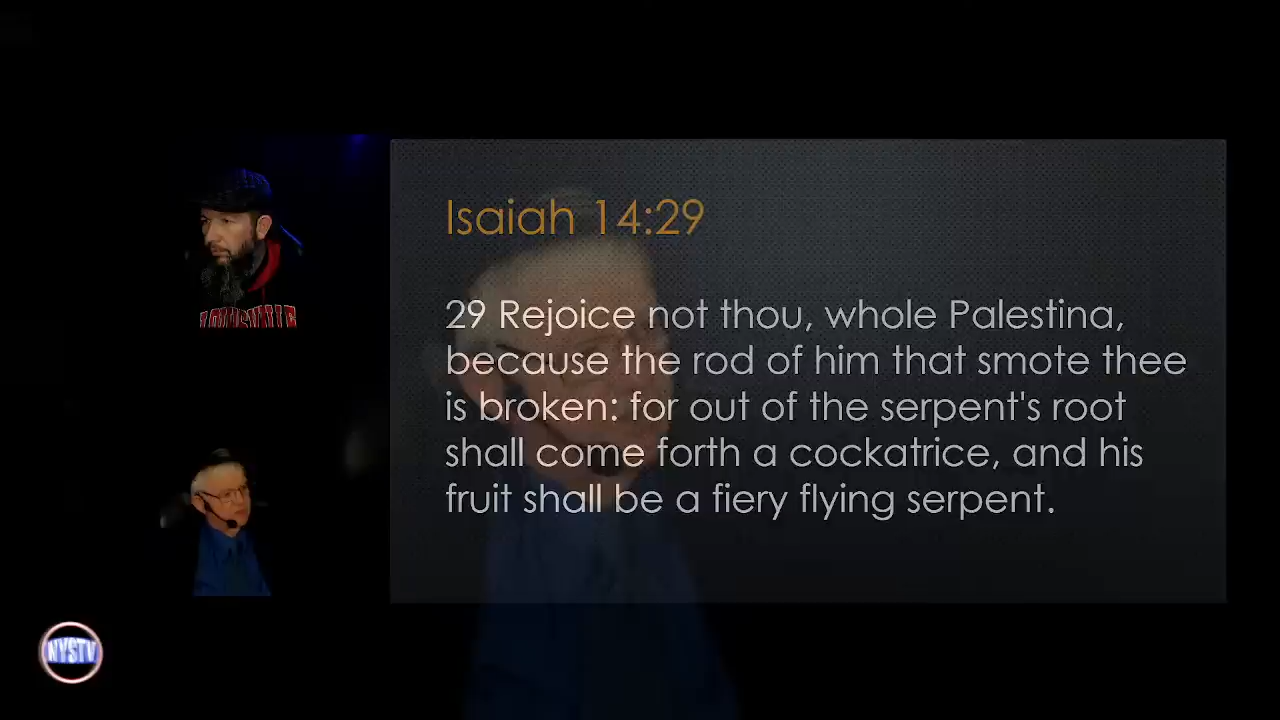 Isaiah 14:29
29 Rejoice not thou, whole Palestina,
because the rod of him that smote thee
is broken: for out of the serpent's root
shall come forth a cockatrice, and his
fruit shall be a fiery flying serpent.
LOUISVILLE
NYSTV